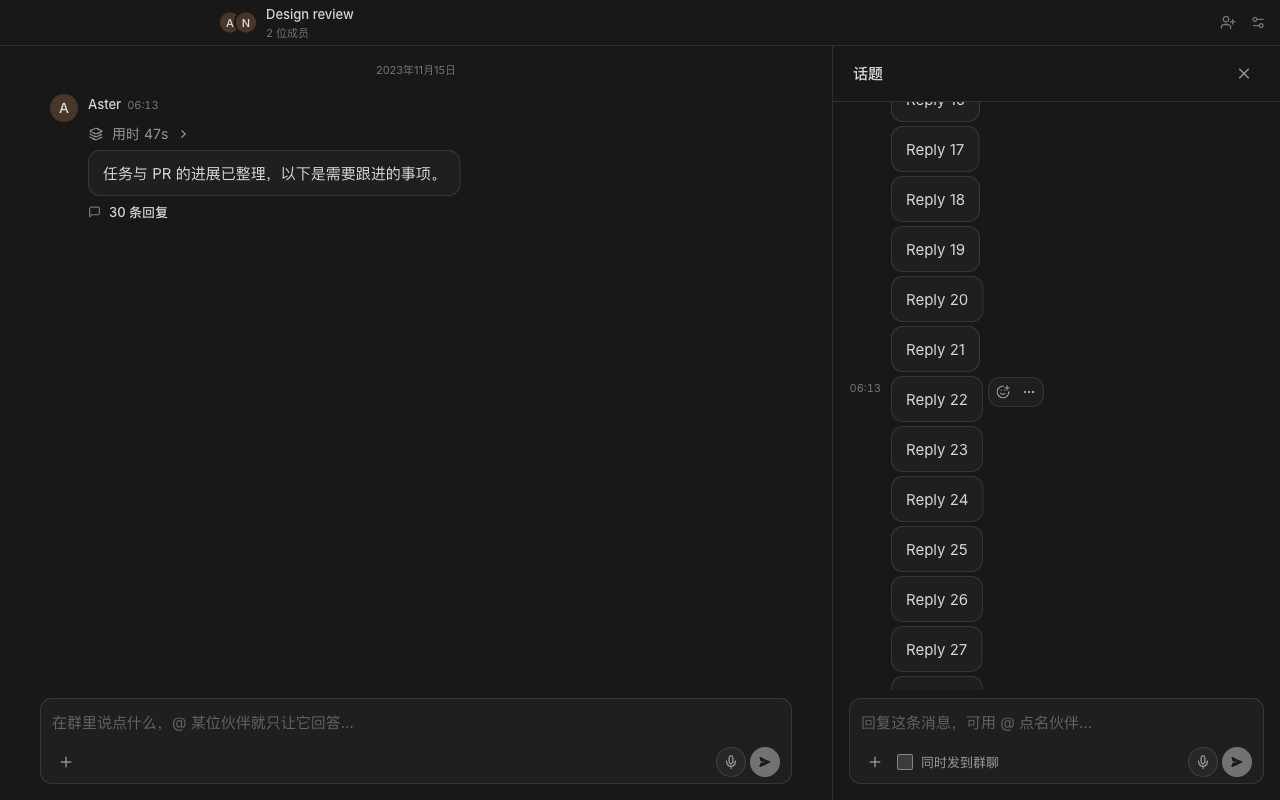 A N Design review
2 位成员
2023年11月15日
A Aster 06:13
用时 47s
任务与 PR 的进展已整理，以下是需要跟进的事项。
30 条回复
在群里说点什么，@ 某位伙伴就只让它回答...
话题
Reply 16
Reply 17
Reply 18
Reply 19
Reply 20
Reply 21
06:13 Reply 22
Reply 23
Reply 24
Reply 25
Reply 26
Reply 27
回复这条消息，可用 @ 点名伙伴...
同时发到群聊